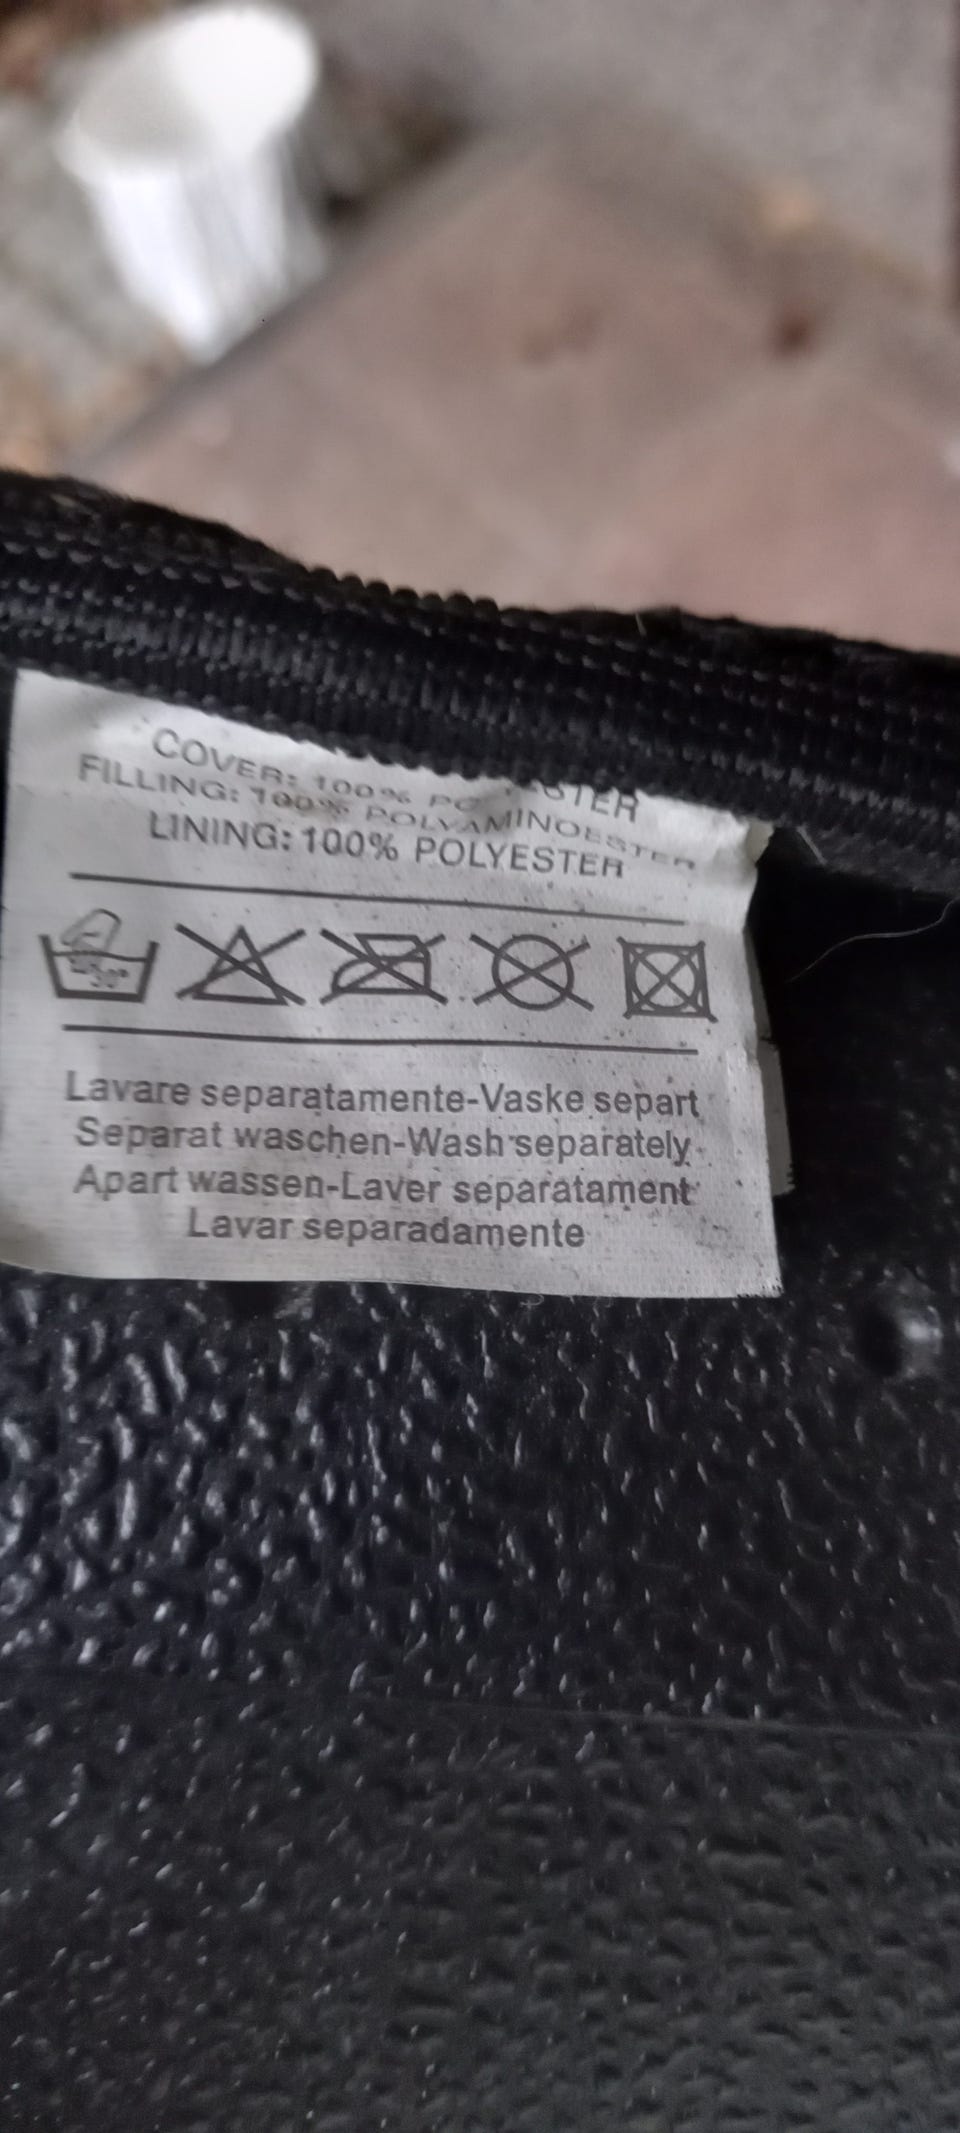 COVER: 100% POLYESTER
FILLING: 100% POLYAMINOESTER
LINING: 100% POLYESTER
30°
Lavare separatamente-Vaske separt
Separat waschen-Wash separately
Apart wassen-Laver separatament
Lavar separadamente